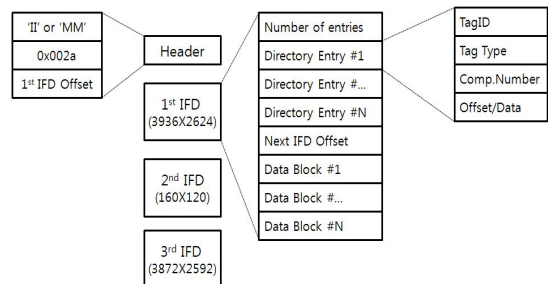 'II' or 'MM'
0x002a
1st IFD Offset
Header
1st IFD
(3936X2624)
2nd IFD
(160X120)
3rd IFD
(3872X2592)
Number of entries
Directory Entry #1
Directory Entry #...
Directory Entry #N
Next IFD Offset
Data Block #1
Data Block #...
Data Block #N
TagID
Tag Type
Comp.Number
Offset/Data